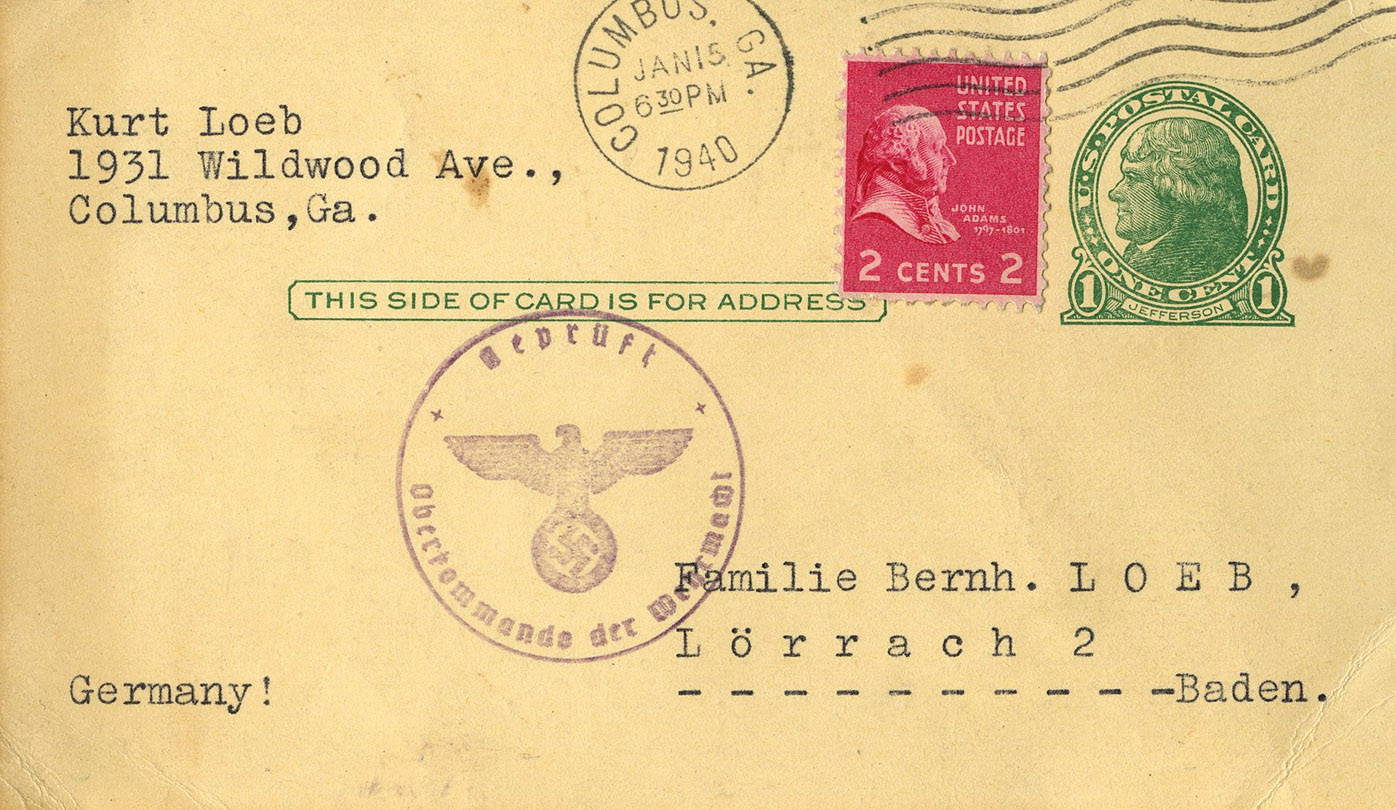 Kurt Loeb
1931 Wildwood Ave.,
Columbus,Ga.
COLUMBUS, GA.
JAN 15
6 30 PM
1940
UNITED
STATES
POSTAGE
JOHN
ADAMS
1797-1801
2 CENTS 2
U.S. POSTAL CARD
1 ONE CENT 1
JEFFERSON
THIS SIDE OF CARD IS FOR ADDRESS
Geprüft
Oberkommando der Wehrmacht
Familie Bernh. L O E B ,
L ö r r a c h 2
Germany!
- - - - - - - - - - -Baden.